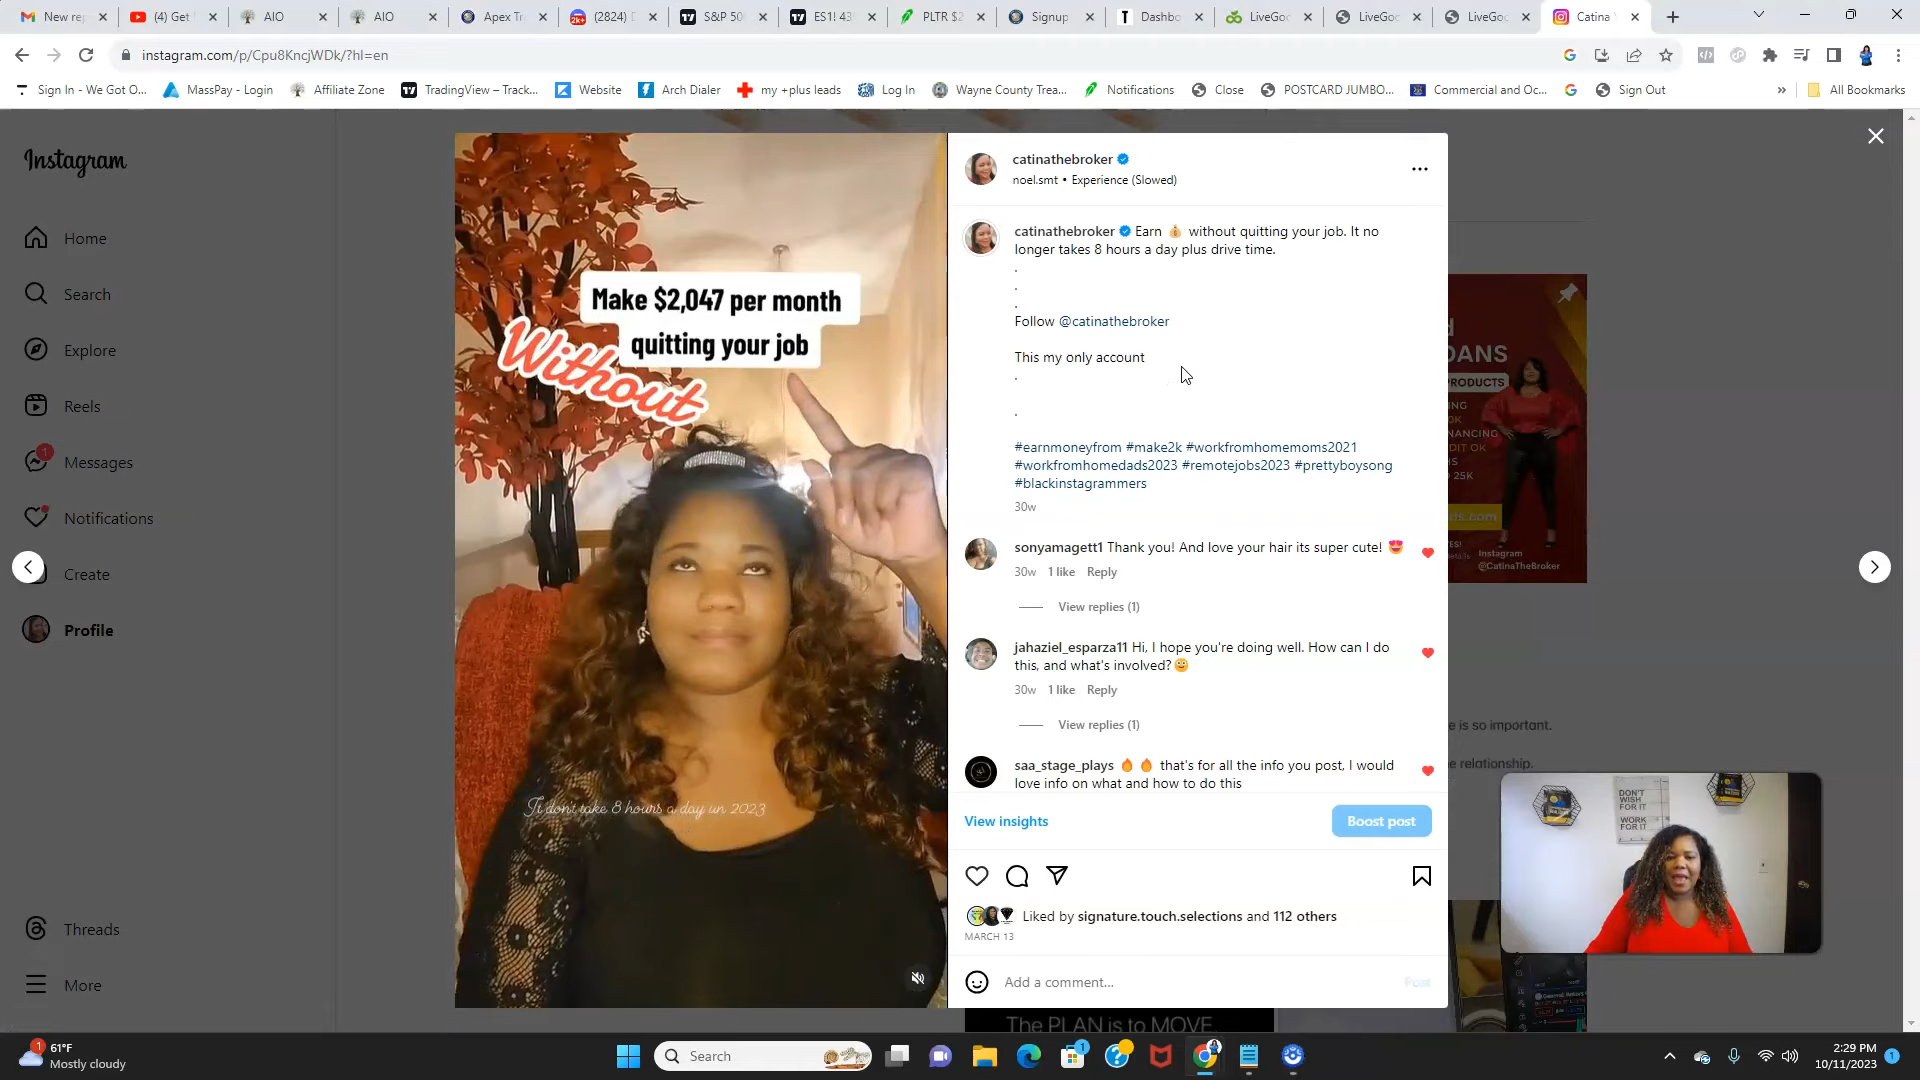 New re
(4) Get
AIO
AIO
Apex Tr
(2824)
S&P 50
ES1! 43
PLTR $2
Signup
Dashbo
LiveGoo
LiveGoo
LiveGoo
Catina
instagram.com/p/Cpu8KncjWDk/?hl=en
Sign In - We Got O...
MassPay - Login
Affiliate Zone
TradingView – Track...
Website
Arch Dialer
my +plus leads
Log In
Wayne County Trea...
Notifications
Close
POSTCARD JUMBO...
Commercial and Oc...
Sign Out
All Bookmarks
Instagram
Home
Search
Explore
Reels
1
Messages
Notifications
Create
Profile
Threads
More
Make $2,047 per month
Without
quitting your job
It don't take 8 hours a day un 2023
catinathebroker
noel.smt • Experience (Slowed)
catinathebroker Earn 💰 without quitting your job. It no
longer takes 8 hours a day plus drive time.
.
.
.
Follow @catinathebroker
This my only account
.
.
#earnmoneyfrom #make2k #workfromhomemoms2021
#workfromhomedads2023 #remotejobs2023 #prettyboysong
#blackinstagrammers
30w
sonyamagett1 Thank you! And love your hair its super cute! 😍
30w 1 like Reply
View replies (1)
jahaziel_esparza11 Hi, I hope you're doing well. How can I do
this, and what's involved?
30w 1 like Reply
View replies (1)
saa_stage_plays 🔥 🔥 that's for all the info you post, I would
love info on what and how to do this
View insights
Boost post
Liked by signature.touch.selections and 112 others
MARCH 13
Add a comment...
Post
PRODUCTS
NANCING
25K
Instagram
@CatinaTheBroker
e is so important.
e relationship.
DON'T
WISH
FOR IT
WORK
FOR IT
The PLAN is to MOVE
1
61°F
Mostly cloudy
Search
1
2:29 PM
10/11/2023
1